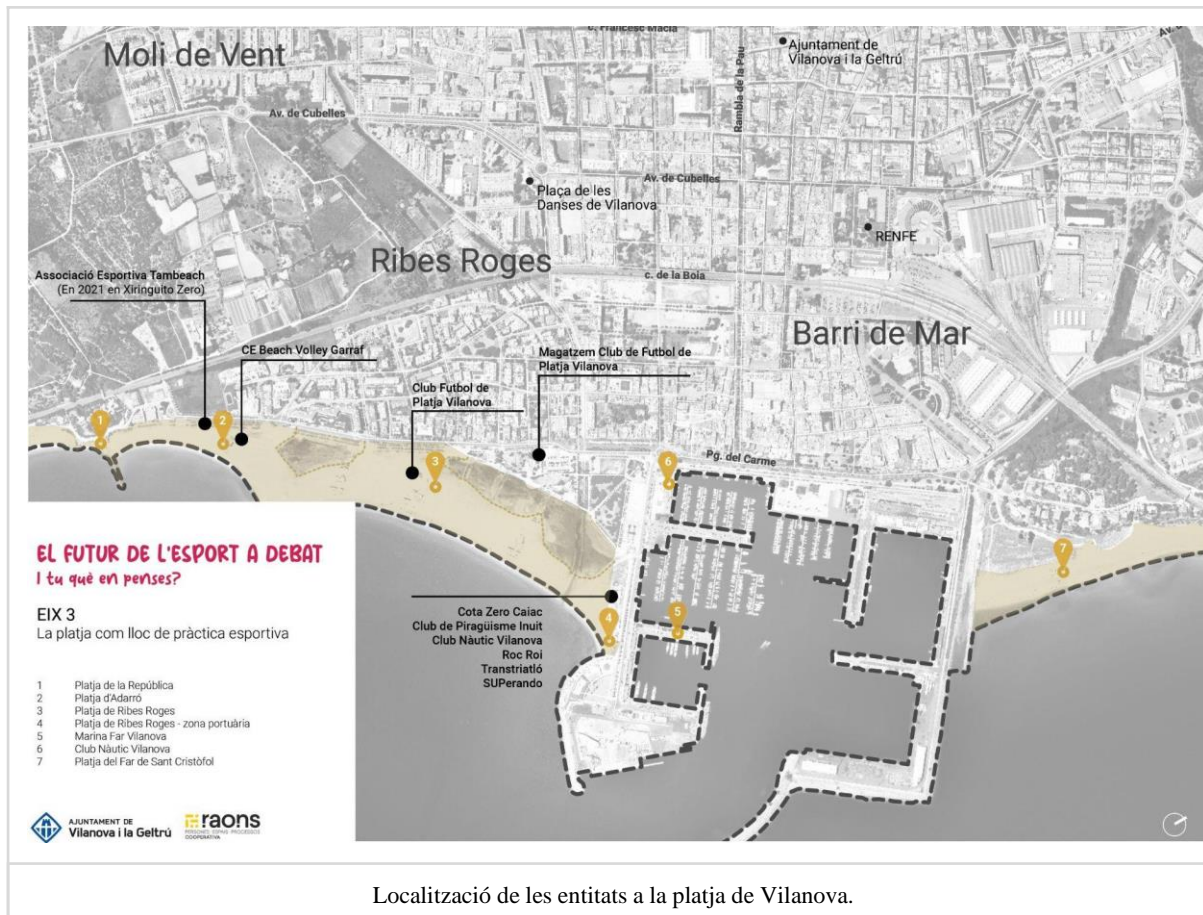 c. Francesc Macià
Moli de Vent
Ajuntament de
Vilanova i la Geltrú
Rambla de la Pau
Av. de Cubelles
Av. de Cubelles
Plaça de les
Danses de Vilanova
RENFE
Ribes Roges
c. de la Boia
Associació Esportiva Tambeach
(En 2021 en Xiringuito Zero)
Barri de Mar
CE Beach Volley Garraf
Magatzem Club de Futbol de
Platja Vilanova
Club Futbol de
Platja Vilanova
1
2
3
6
Pg. del Carme
7
5
4
Cota Zero Caiac
Club de Piragüisme Inuit
Club Nàutic Vilanova
Roc Roi
Transtriatló
SUPerando
EL FUTUR DE L'ESPORT A DEBAT
I tu què en penses?
EIX 3
La platja com lloc de pràctica esportiva
1 Platja de la República
2 Platja d'Adarró
3 Platja de Ribes Roges
4 Platja de Ribes Roges - zona portuària
5 Marina Far Vilanova
6 Club Nàutic Vilanova
7 Platja del Far de Sant Cristòfol
AJUNTAMENT DE
Vilanova i la Geltrú
raons
PERSONES ESPAIS PROCESSOS
COOPERATIVA
Localització de les entitats a la platja de Vilanova.